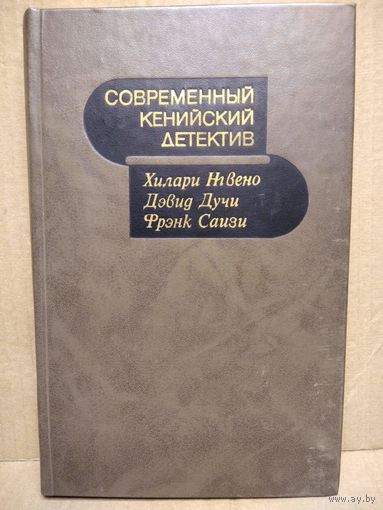 СОВРЕМЕННЫЙ
КЕНИЙСКИЙ
ДЕТЕКТИВ
Хилари Нгвено
Дэвид Дучи
Фрэнк Саизи
www.ay.by